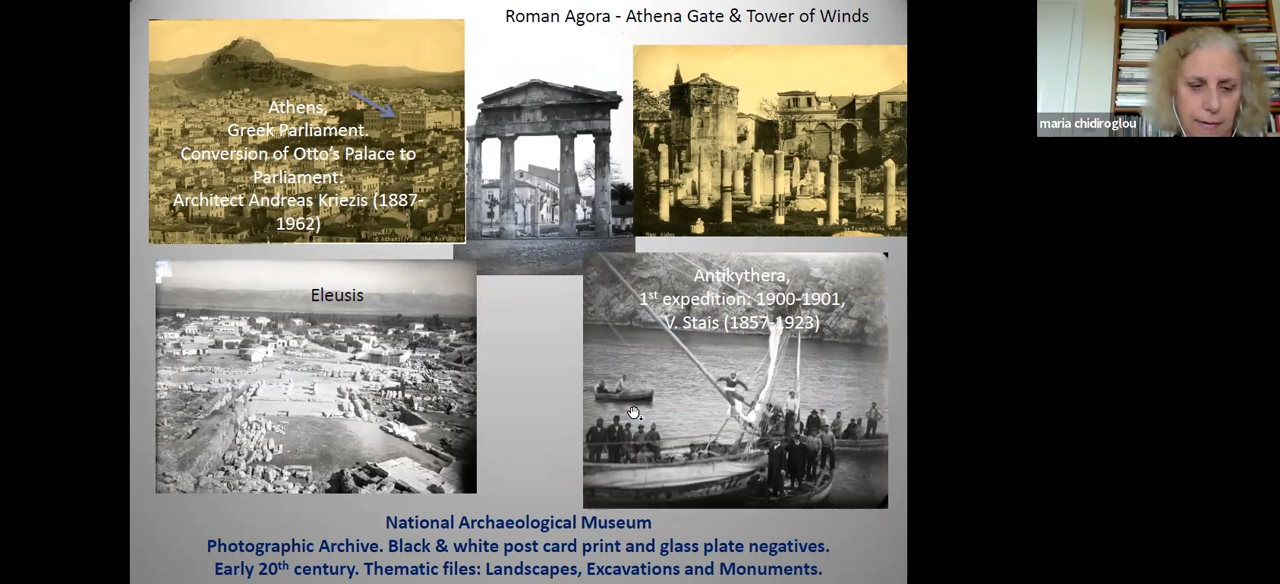 Roman Agora - Athena Gate & Tower of Winds
Athens,
Greek Parliament.
Conversion of Otto's Palace to
Parliament:
Architect Andreas Kriezis (1887-
1962)
maria chidiroglou
Eleusis
Antikythera,
1st expedition: 1900-1901,
V. Stais (1857-1923)
National Archaeological Museum
Photographic Archive. Black & white post card print and glass plate negatives.
Early 20th century. Thematic files: Landscapes, Excavations and Monuments.